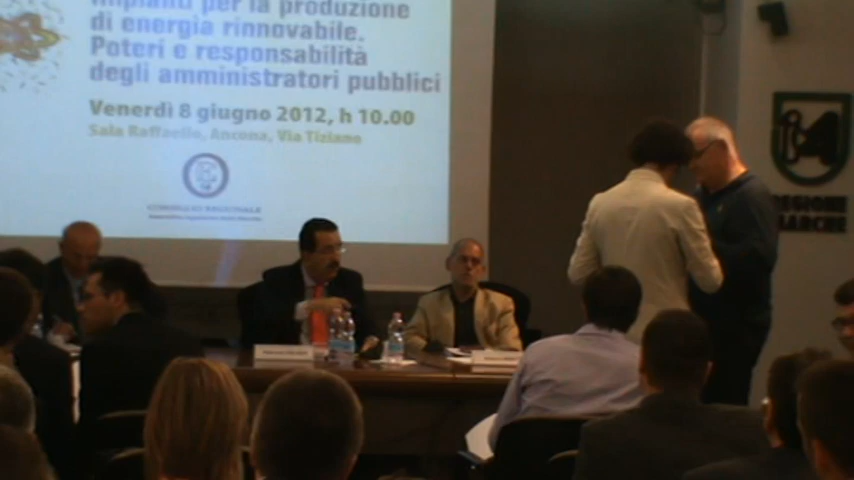 Impianti per la produzione
di energia rinnovabile.
Poteri e responsabilità
degli amministratori pubblici
Venerdì 8 giugno 2012, h 10.00
Sala Raffaello, Ancona, Via Tiziano
CONSIGLIO REGIONALE
REGIONE
MARCHE